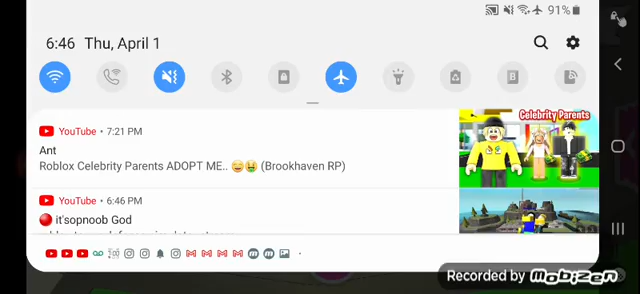 91%
6:46 Thu, April 1
YouTube • 7:21 PM
Ant
Roblox Celebrity Parents ADOPT ME.. 😄🤑 (Brookhaven RP)
Celebrity Parents
YouTube • 6:46 PM
🔴 it'sopnoob God
Recorded by Mobizen